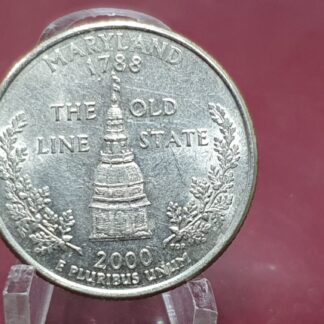 MARYLAND
1788
THE OLD
LINE STATE
2000
E PLURIBUS UNUM